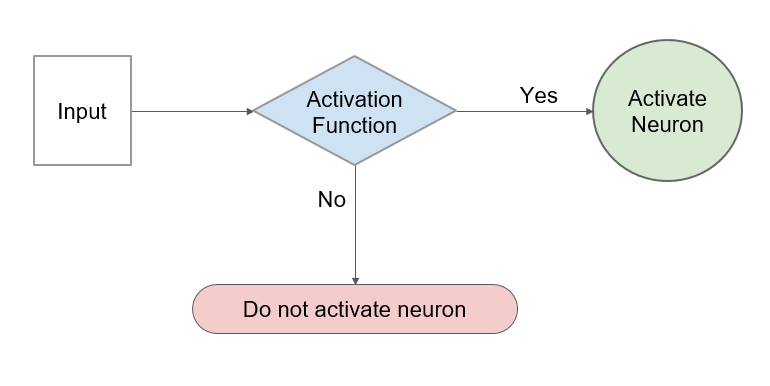 Input
Activation
Function
Yes
Activate
Neuron
No
Do not activate neuron